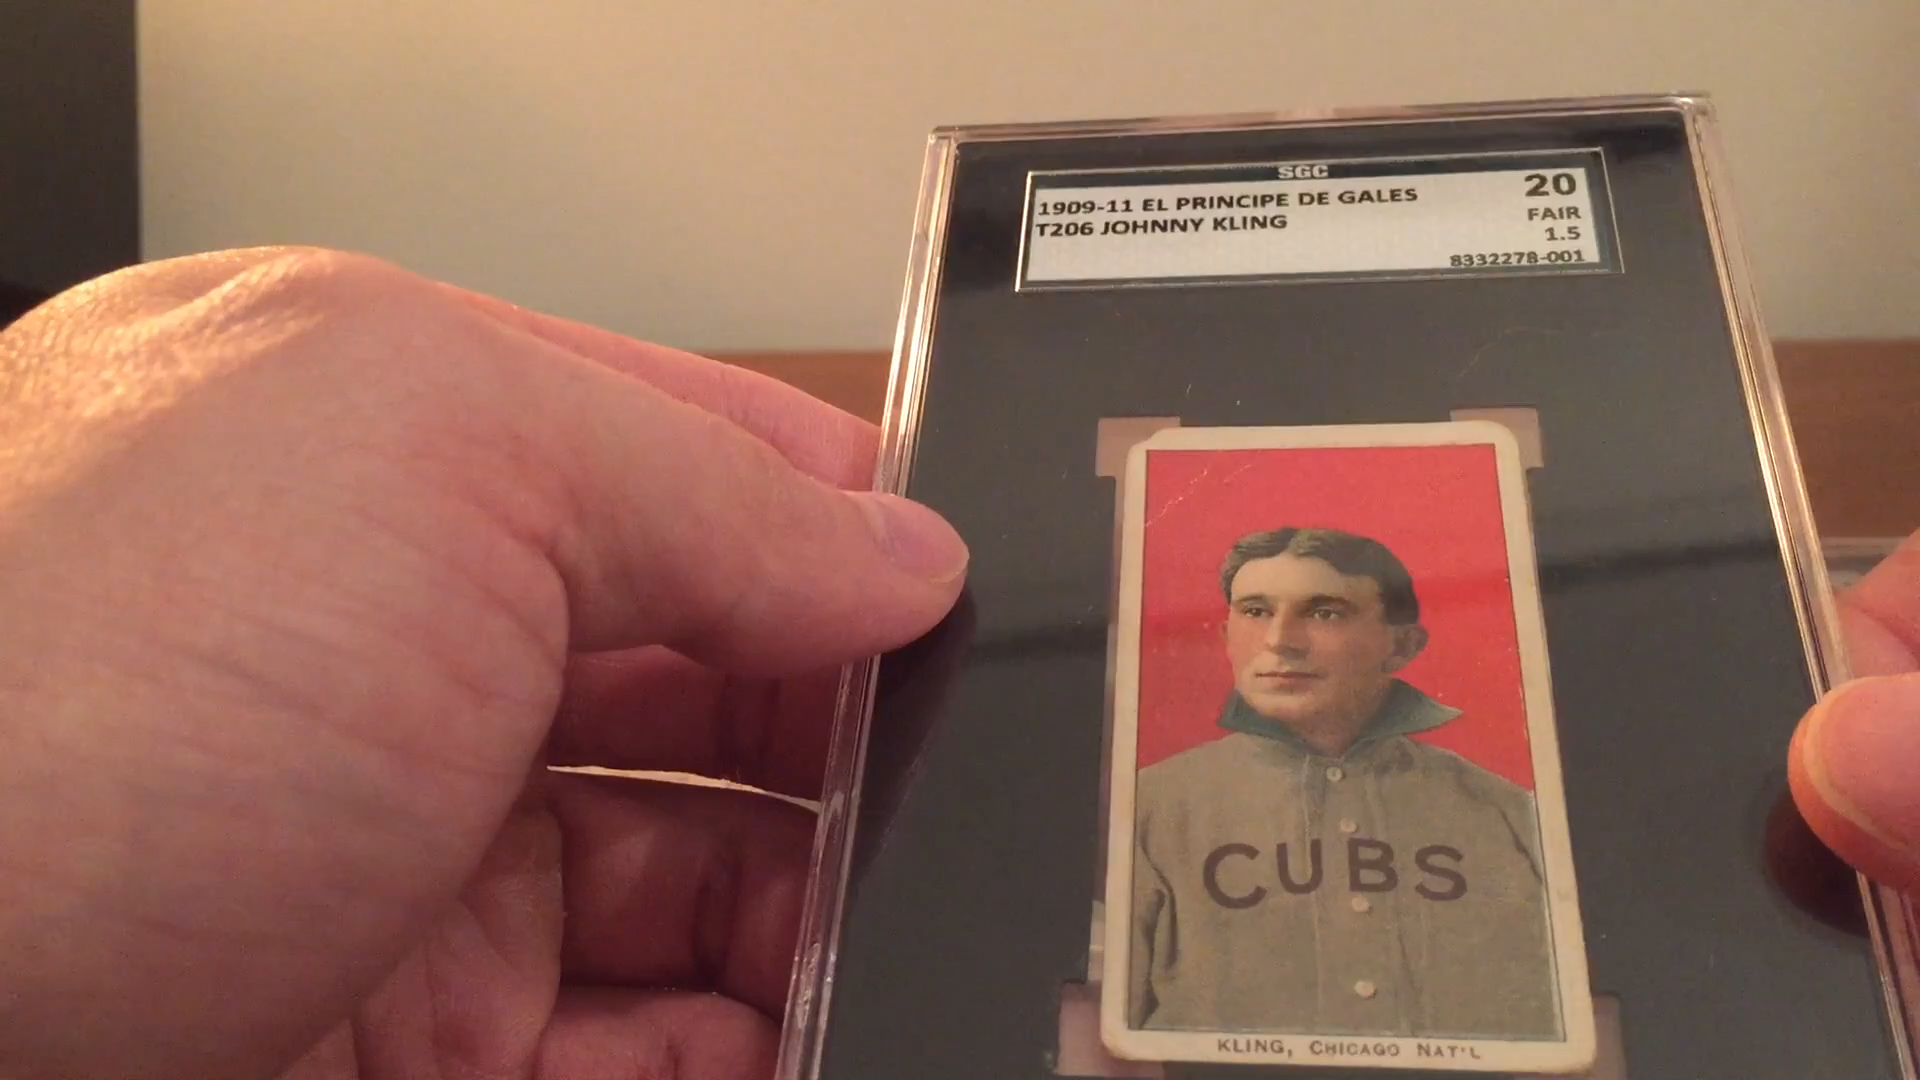 SGC
1909-11 EL PRINCIPE DE GALES 20
T206 JOHNNY KLING FAIR
1.5
8332278-001
CUBS
KLING, CHICAGO NAT'L